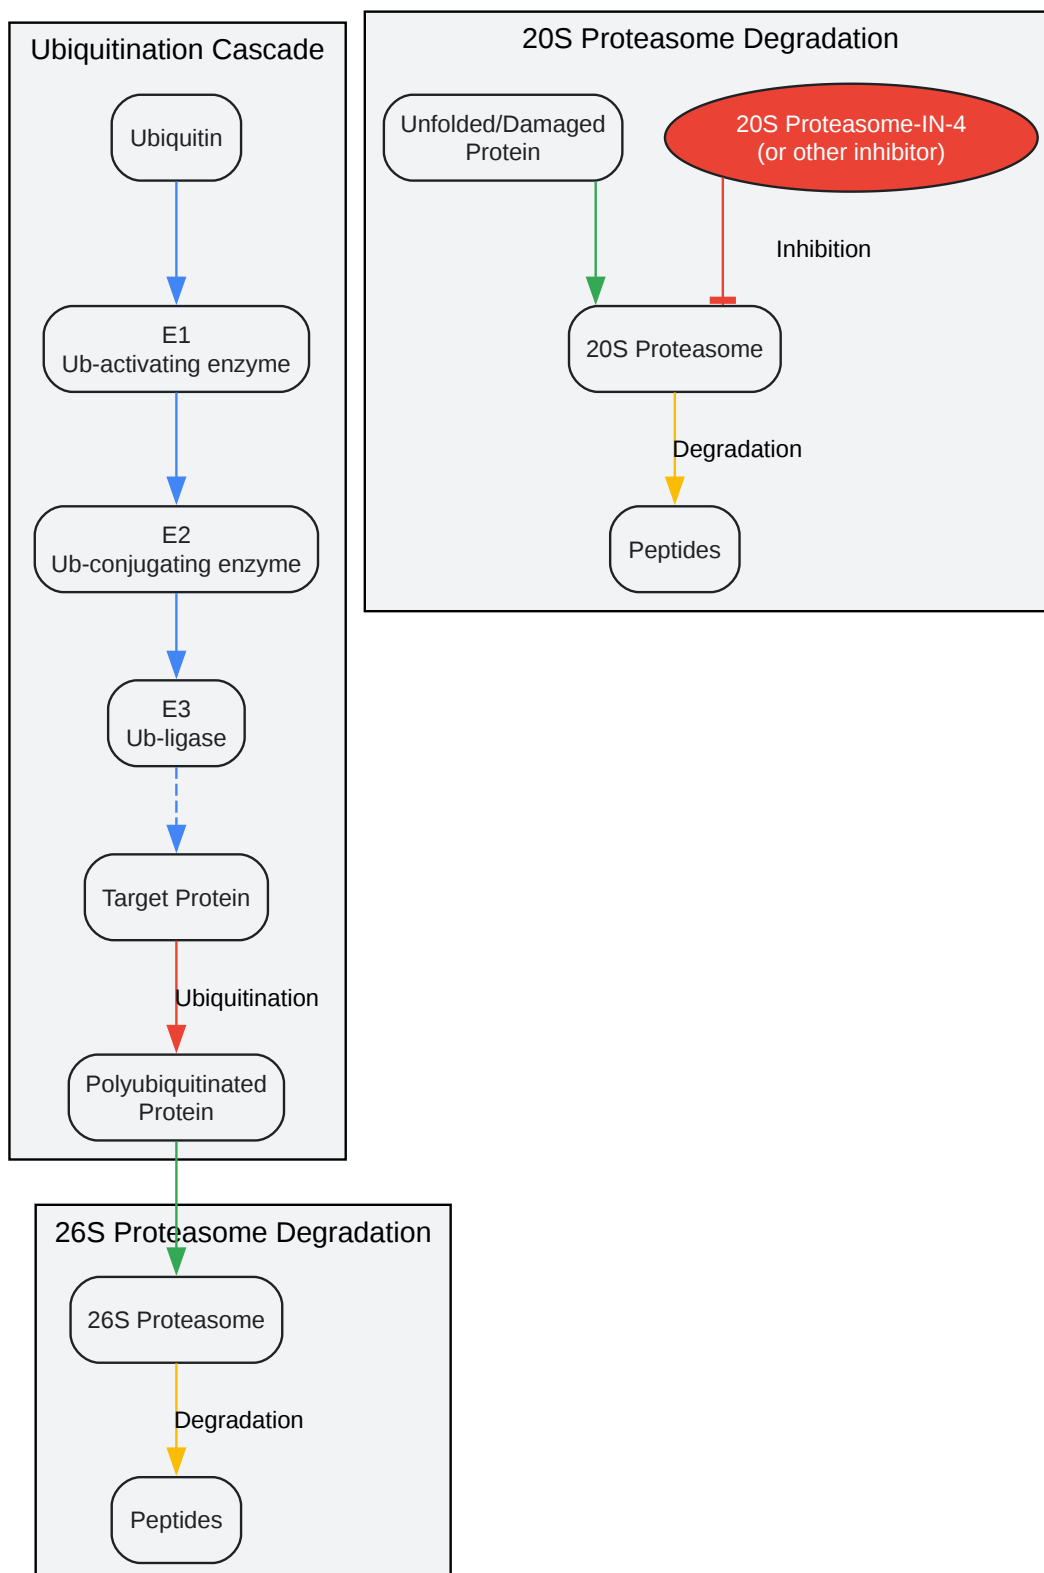 Ubiquitination Cascade
Ubiquitin
E1
Ub-activating enzyme
E2
Ub-conjugating enzyme
E3
Ub-ligase
Target Protein
Ubiquitination
Polyubiquitinated
Protein
20S Proteasome Degradation
Unfolded/Damaged
Protein
20S Proteasome-IN-4
(or other inhibitor)
Inhibition
20S Proteasome
Degradation
Peptides
26S Proteasome Degradation
26S Proteasome
Degradation
Peptides